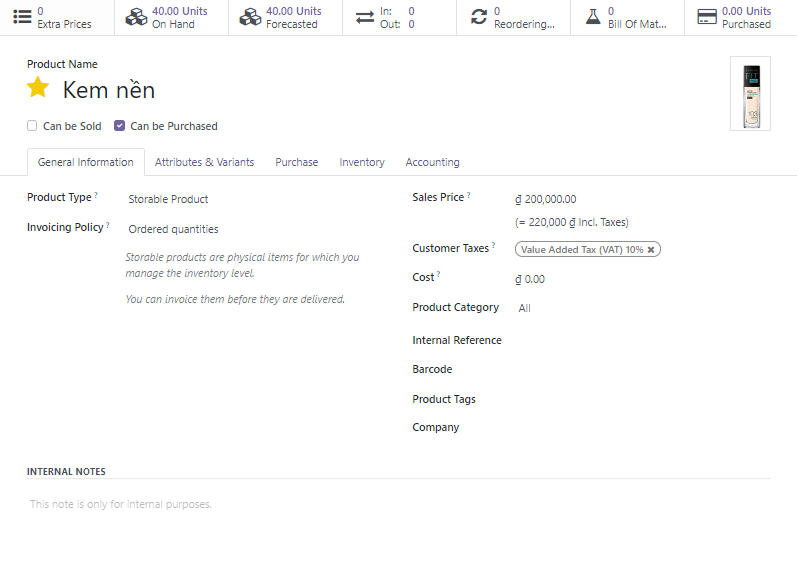 0
Extra Prices
40.00 Units
On Hand
40.00 Units
Forecasted
In: 0
Out: 0
0
Reordering...
0
Bill Of Mat...
0.00 Units
Purchased
Product Name
Kem nền
Can be Sold
Can be Purchased
General Information
Attributes & Variants
Purchase
Inventory
Accounting
Product Type ?
Storable Product
Invoicing Policy ?
Ordered quantities
Storable products are physical items for which you
manage the inventory level.
You can invoice them before they are delivered.
Sales Price ?
₫ 200,000.00
(= 220,000 ₫ Incl. Taxes)
Customer Taxes ?
Value Added Tax (VAT) 10% ✖
Cost ?
₫ 0.00
Product Category
All
Internal Reference
Barcode
Product Tags
Company
INTERNAL NOTES
This note is only for internal purposes.
FIT